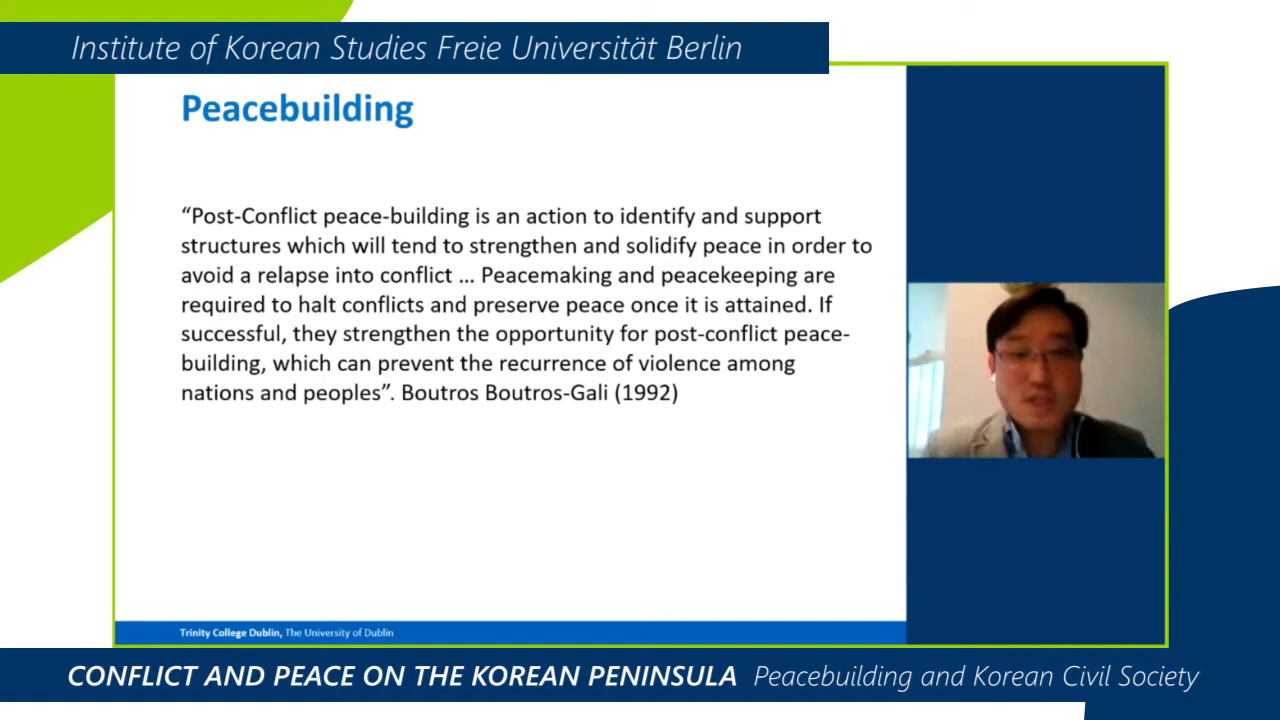 Institute of Korean Studies Freie Universität Berlin
Peacebuilding
“Post-Conflict peace-building is an action to identify and support
structures which will tend to strengthen and solidify peace in order to
avoid a relapse into conflict … Peacemaking and peacekeeping are
required to halt conflicts and preserve peace once it is attained. If
successful, they strengthen the opportunity for post-conflict peace-
building, which can prevent the recurrence of violence among
nations and peoples”. Boutros Boutros-Gali (1992)
Trinity College Dublin, The University of Dublin
CONFLICT AND PEACE ON THE KOREAN PENINSULA Peacebuilding and Korean Civil Society